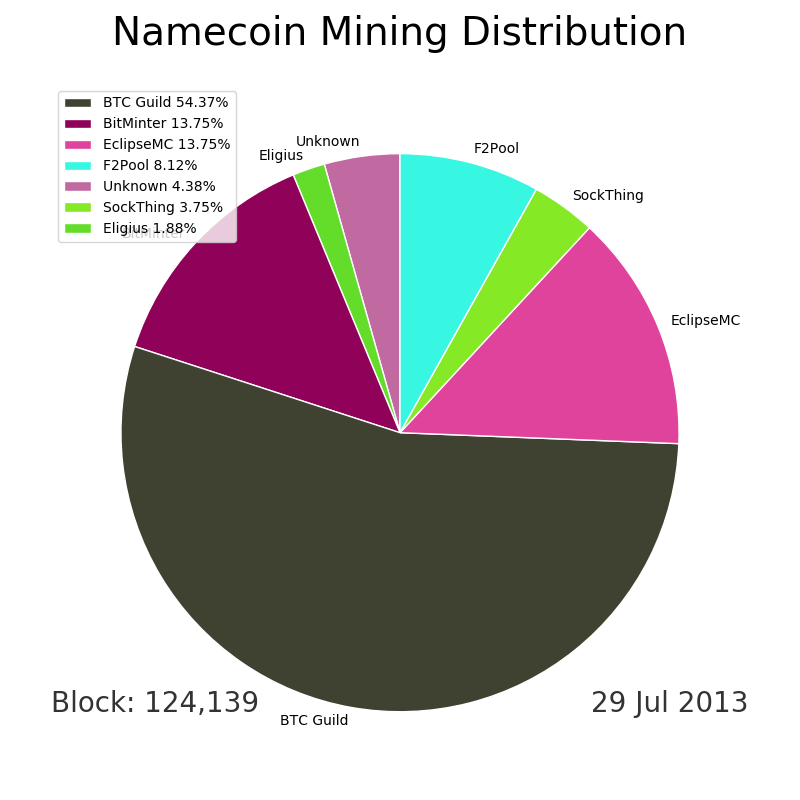 Namecoin Mining Distribution
BTC Guild 54.37%
BitMinter 13.75%
EclipseMC 13.75%
F2Pool 8.12%
Unknown 4.38%
SockThing 3.75%
Eligius 1.88%
F2Pool
SockThing
EclipseMC
BTC Guild
BitMinter
Eligius
Unknown
Block: 124,139
29 Jul 2013